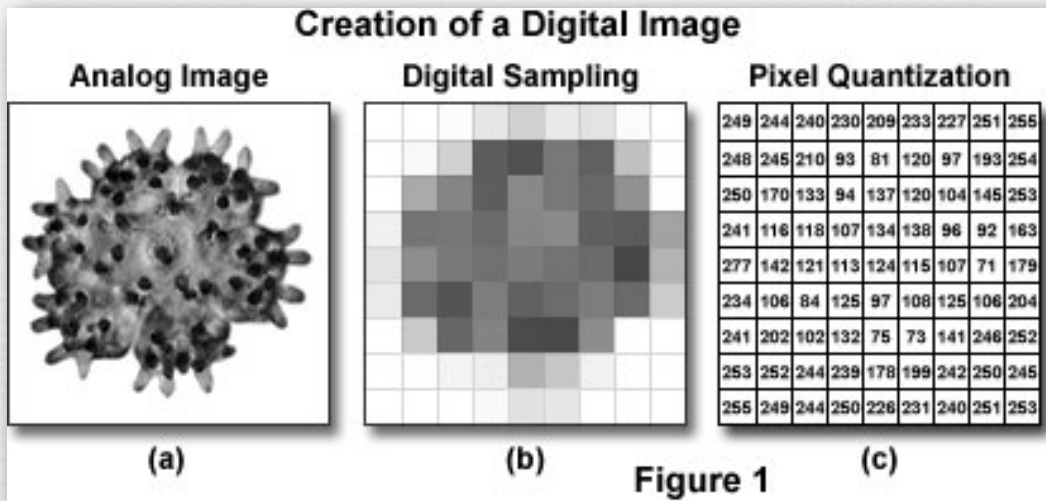 Creation of a Digital Image
Analog Image
Digital Sampling
Pixel Quantization
249 244 240 230 209 233 227 251 255
248 245 210 93 81 120 97 193 254
250 170 133 94 137 120 104 145 253
241 116 118 107 134 138 96 92 163
277 142 121 113 124 115 107 71 179
234 106 84 125 97 108 125 106 204
241 202 102 132 75 73 141 246 252
253 252 244 239 178 199 242 250 245
255 249 244 250 226 231 240 251 253
(a)
(b)
(c)
Figure 1